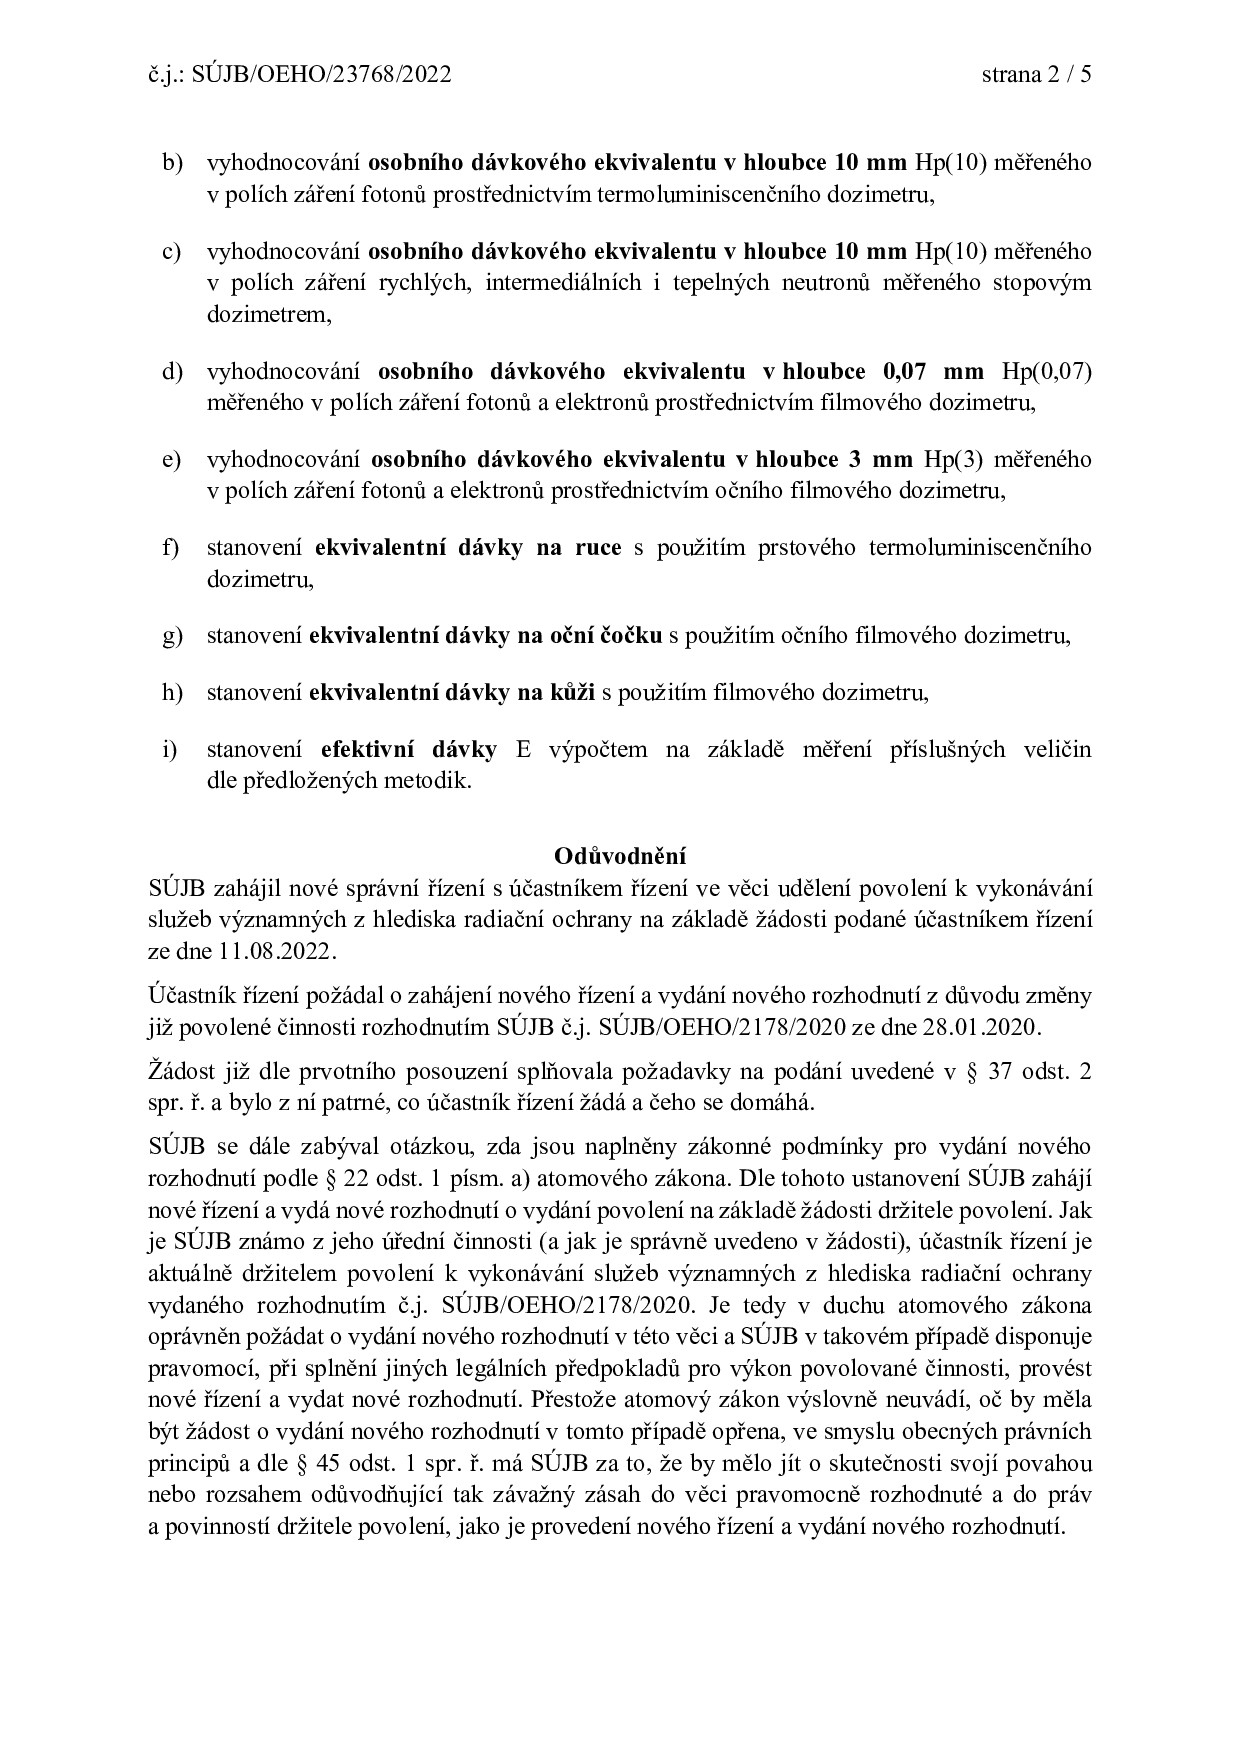 č.j.: SÚJB/OEHO/23768/2022 strana 2 / 5
b) vyhodnocování osobního dávkového ekvivalentu v hloubce 10 mm Hp(10) měřeného
v polích záření fotonů prostřednictvím termoluminiscenčního dozimetru,
c) vyhodnocování osobního dávkového ekvivalentu v hloubce 10 mm Hp(10) měřeného
v polích záření rychlých, intermediálních i tepelných neutronů měřeného stopovým
dozimetrem,
d) vyhodnocování osobního dávkového ekvivalentu v hloubce 0,07 mm Hp(0,07)
měřeného v polích záření fotonů a elektronů prostřednictvím filmového dozimetru,
e) vyhodnocování osobního dávkového ekvivalentu v hloubce 3 mm Hp(3) měřeného
v polích záření fotonů a elektronů prostřednictvím očního filmového dozimetru,
f) stanovení ekvivalentní dávky na ruce s použitím prstového termoluminiscenčního
dozimetru,
g) stanovení ekvivalentní dávky na oční čočku s použitím očního filmového dozimetru,
h) stanovení ekvivalentní dávky na kůži s použitím filmového dozimetru,
i) stanovení efektivní dávky E výpočtem na základě měření příslušných veličin
dle předložených metodik.
Odůvodnění
SÚJB zahájil nové správní řízení s účastníkem řízení ve věci udělení povolení k vykonávání
služeb významných z hlediska radiační ochrany na základě žádosti podané účastníkem řízení
ze dne 11.08.2022.
Účastník řízení požádal o zahájení nového řízení a vydání nového rozhodnutí z důvodu změny
již povolené činnosti rozhodnutím SÚJB č.j. SÚJB/OEHO/2178/2020 ze dne 28.01.2020.
Žádost již dle prvotního posouzení splňovala požadavky na podání uvedené v § 37 odst. 2
spr. ř. a bylo z ní patrné, co účastník řízení žádá a čeho se domáhá.
SÚJB se dále zabýval otázkou, zda jsou naplněny zákonné podmínky pro vydání nového
rozhodnutí podle § 22 odst. 1 písm. a) atomového zákona. Dle tohoto ustanovení SÚJB zahájí
nové řízení a vydá nové rozhodnutí o vydání povolení na základě žádosti držitele povolení. Jak
je SÚJB známo z jeho úřední činnosti (a jak je správně uvedeno v žádosti), účastník řízení je
aktuálně držitelem povolení k vykonávání služeb významných z hlediska radiační ochrany
vydaného rozhodnutím č.j. SÚJB/OEHO/2178/2020. Je tedy v duchu atomového zákona
oprávněn požádat o vydání nového rozhodnutí v této věci a SÚJB v takovém případě disponuje
pravomocí, při splnění jiných legálních předpokladů pro výkon povolované činnosti, provést
nové řízení a vydat nové rozhodnutí. Přestože atomový zákon výslovně neuvádí, oč by měla
být žádost o vydání nového rozhodnutí v tomto případě opřena, ve smyslu obecných právních
principů a dle § 45 odst. 1 spr. ř. má SÚJB za to, že by mělo jít o skutečnosti svojí povahou
nebo rozsahem odůvodňující tak závažný zásah do věci pravomocně rozhodnuté a do práv
a povinností držitele povolení, jako je provedení nového řízení a vydání nového rozhodnutí.